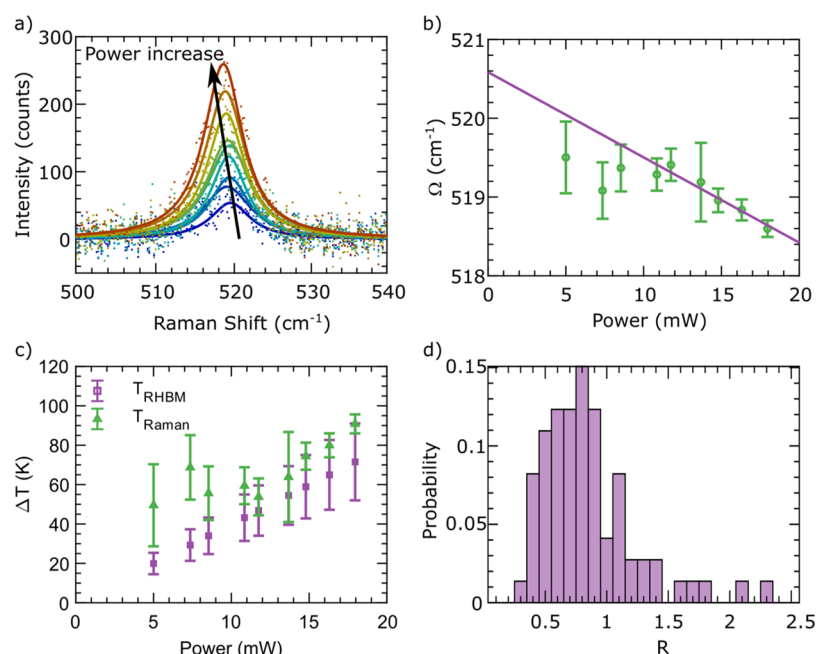 a)
Power increase
300
200
100
0
Intensity (counts)
500
510
520
530
540
Raman Shift (cm⁻¹)
b)
521
520
519
518
Ω (cm⁻¹)
0
5
10
15
20
Power (mW)
c)
T_RHBM
T_Raman
120
100
80
60
40
20
0
ΔT (K)
0
5
10
15
20
Power (mW)
d)
0.15
0.1
0.05
0
Probability
0.5
1
1.5
2
2.5
R